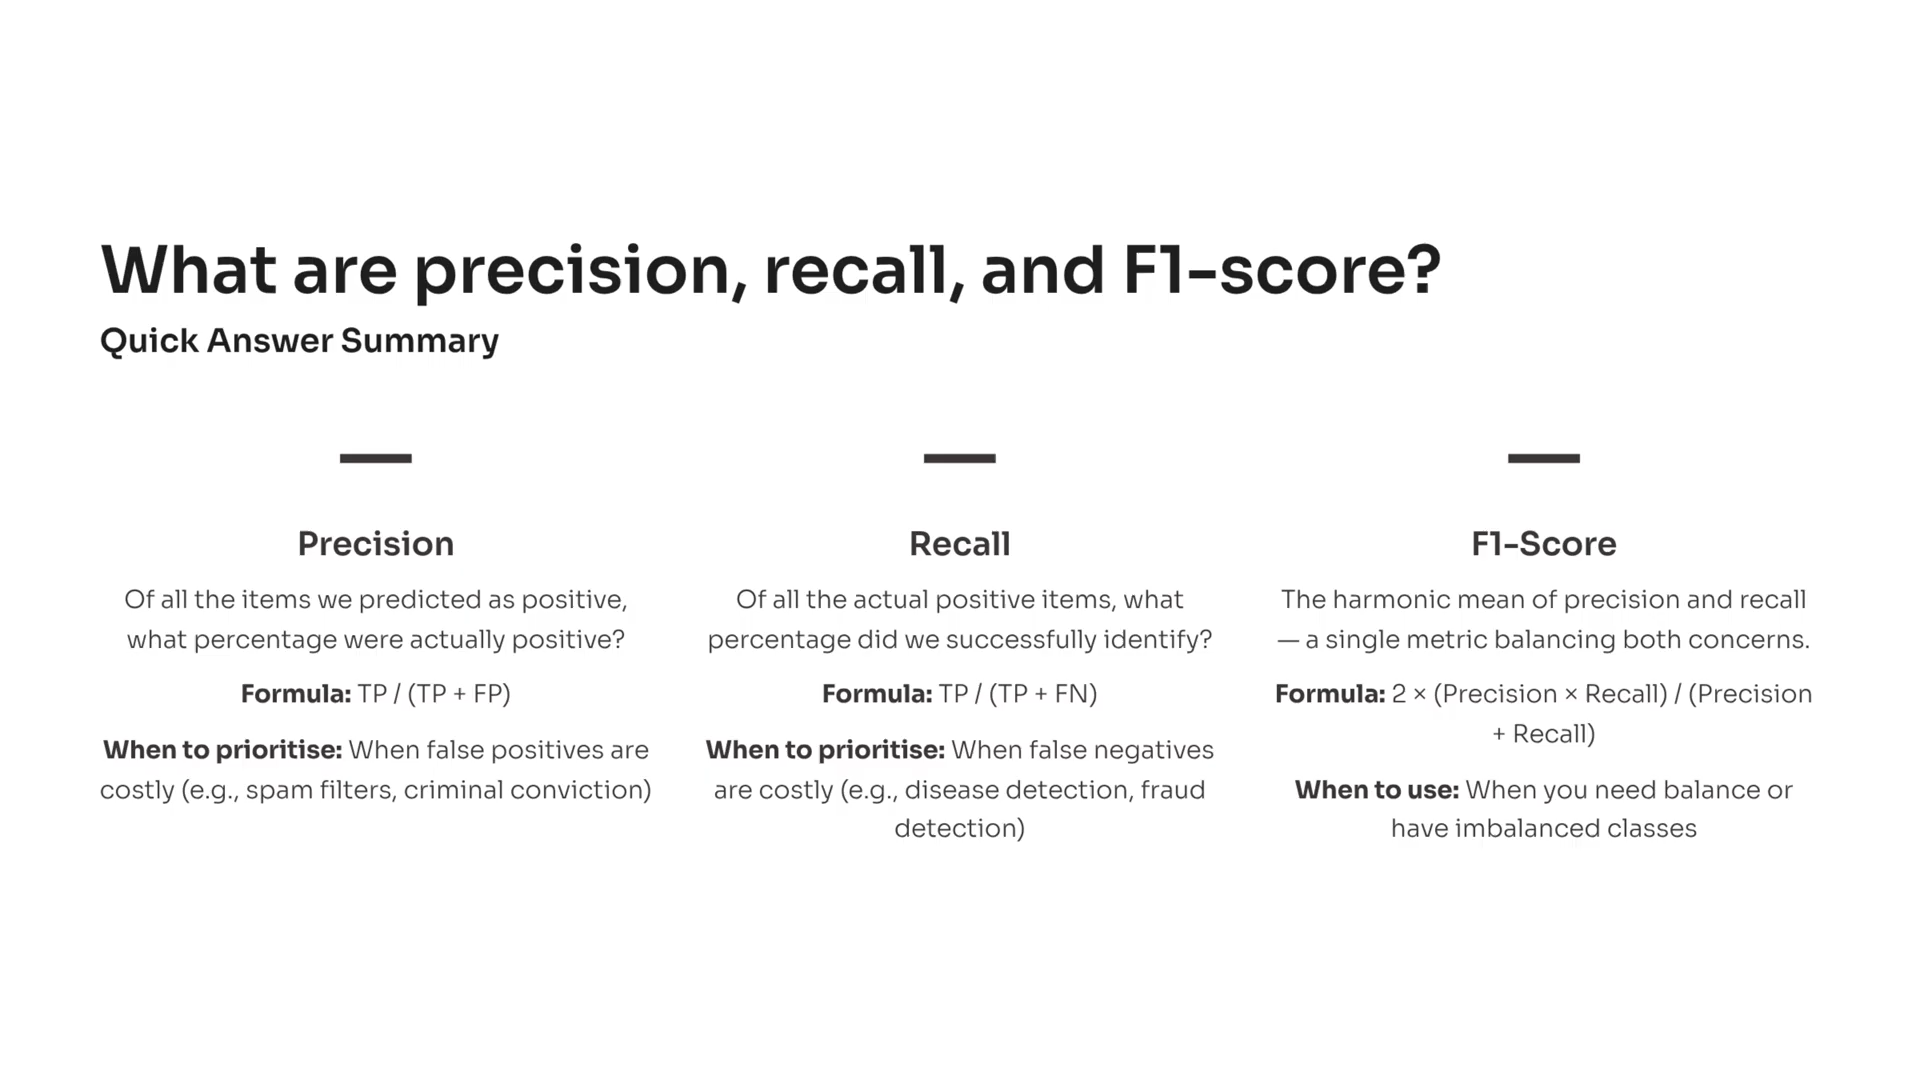 What are precision, recall, and F1-score?
Quick Answer Summary
Precision
Of all the items we predicted as positive,
what percentage were actually positive?
Formula: TP / (TP + FP)
When to prioritise: When false positives are
costly (e.g., spam filters, criminal conviction)
Recall
Of all the actual positive items, what
percentage did we successfully identify?
Formula: TP / (TP + FN)
When to prioritise: When false negatives
are costly (e.g., disease detection, fraud
detection)
F1-Score
The harmonic mean of precision and recall
— a single metric balancing both concerns.
Formula: 2 × (Precision × Recall) / (Precision
+ Recall)
When to use: When you need balance or
have imbalanced classes